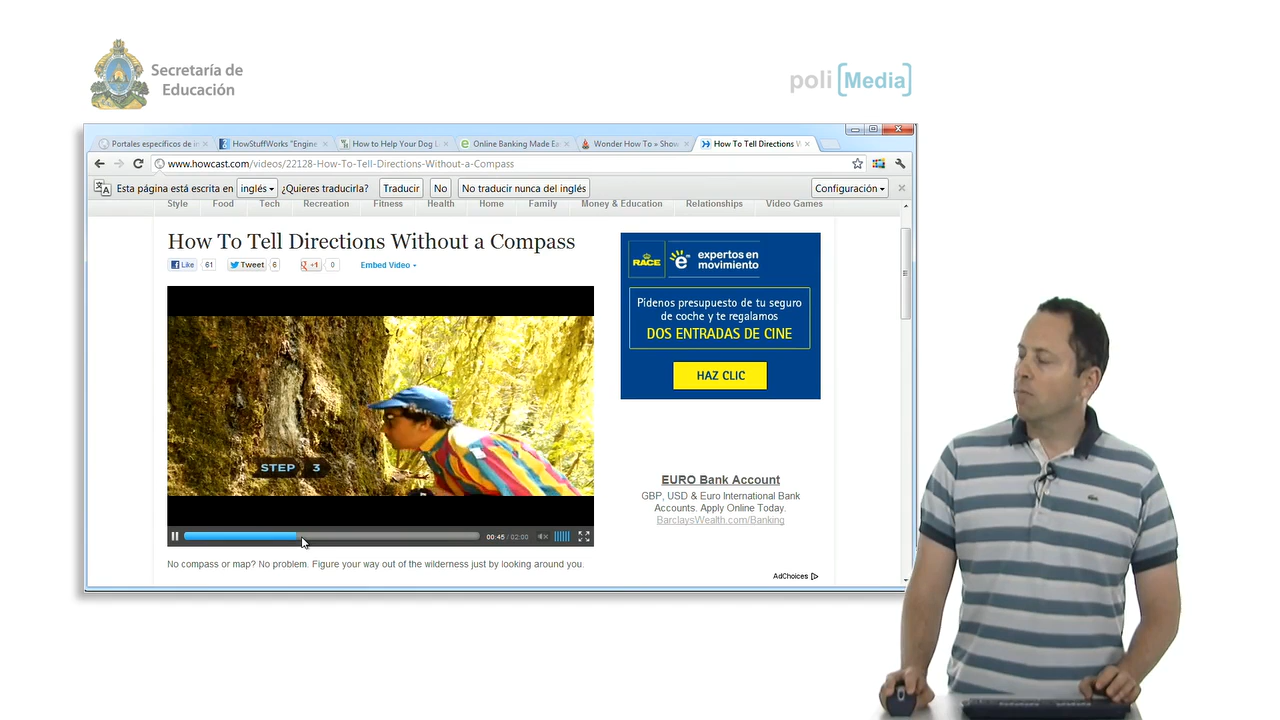 Secretaría de
Educación
poli [Media]
Portales específicos de in
HowStuffWorks "Engine
How to Help Your Dog L
Online Banking Made Ea
Wonder How To » Show
How To Tell Directions W
www.howcast.com/videos/22128-How-To-Tell-Directions-Without-a-Compass
Esta página está escrita en inglés ¿Quieres traducirla? Traducir No No traducir nunca del inglés Configuración
Style Food Tech Recreation Fitness Health Home Family Money & Education Relationships Video Games
How To Tell Directions Without a Compass
Like 61 Tweet 6 +1 0 Embed Video
RACE e expertos en
movimiento
Pídenos presupuesto de tu seguro
de coche y te regalamos
DOS ENTRADAS DE CINE
HAZ CLIC
STEP 3
EURO Bank Account
GBP, USD & Euro International Bank
Accounts. Apply Online Today.
BarclaysWealth.com/Banking
00:45 / 02:00
No compass or map? No problem. Figure your way out of the wilderness just by looking around you.
AdChoices